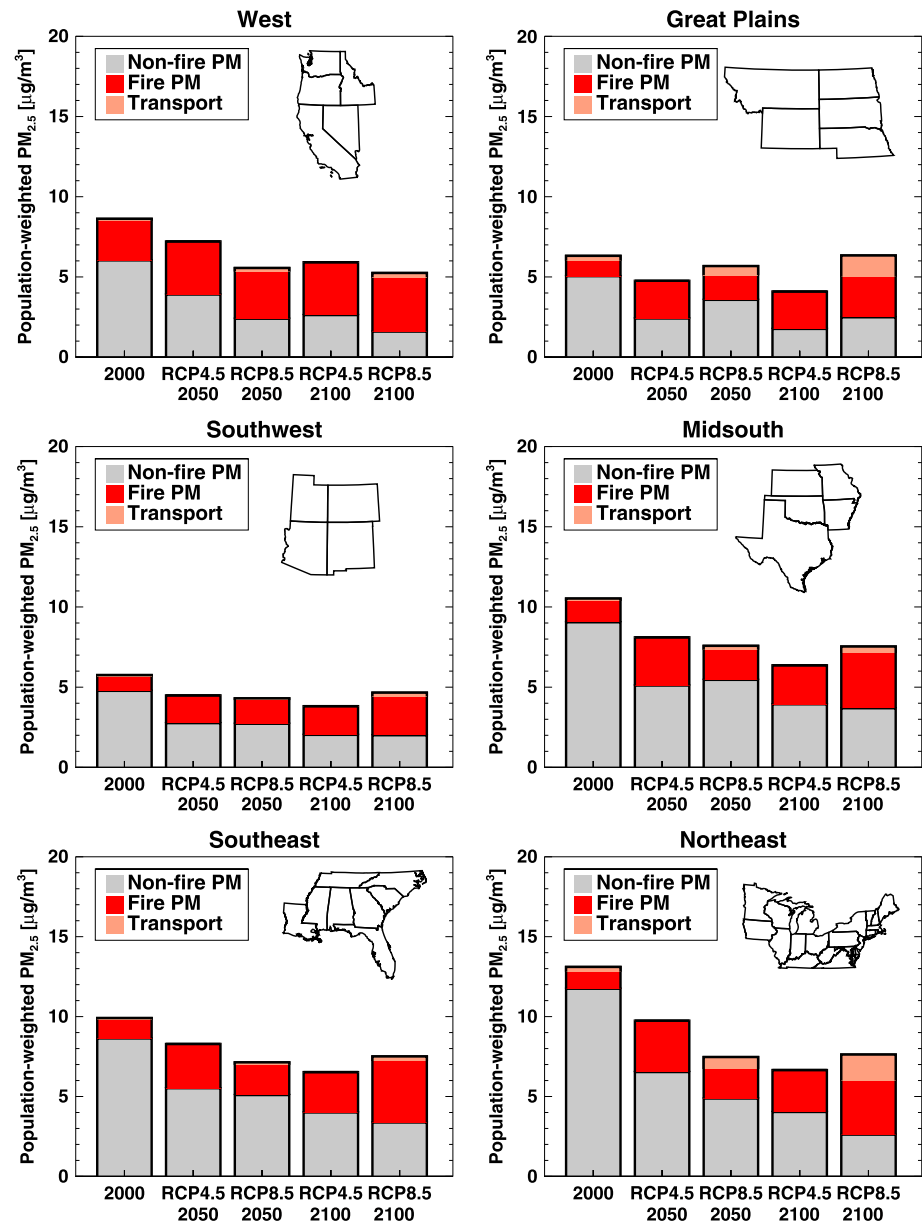 West
Population-weighted PM2.5 [μg/m3]
20
15
10
5
0
Non-fire PM
Fire PM
Transport
2000 RCP4.5 RCP8.5 RCP4.5 RCP8.5
2050 2050 2100 2100
Great Plains
Population-weighted PM2.5 [μg/m3]
20
15
10
5
0
Non-fire PM
Fire PM
Transport
2000 RCP4.5 RCP8.5 RCP4.5 RCP8.5
2050 2050 2100 2100
Southwest
Population-weighted PM2.5 [μg/m3]
20
15
10
5
0
Non-fire PM
Fire PM
Transport
2000 RCP4.5 RCP8.5 RCP4.5 RCP8.5
2050 2050 2100 2100
Midsouth
Population-weighted PM2.5 [μg/m3]
20
15
10
5
0
Non-fire PM
Fire PM
Transport
2000 RCP4.5 RCP8.5 RCP4.5 RCP8.5
2050 2050 2100 2100
Southeast
Population-weighted PM2.5 [μg/m3]
20
15
10
5
0
Non-fire PM
Fire PM
Transport
2000 RCP4.5 RCP8.5 RCP4.5 RCP8.5
2050 2050 2100 2100
Northeast
Population-weighted PM2.5 [μg/m3]
20
15
10
5
0
Non-fire PM
Fire PM
Transport
2000 RCP4.5 RCP8.5 RCP4.5 RCP8.5
2050 2050 2100 2100